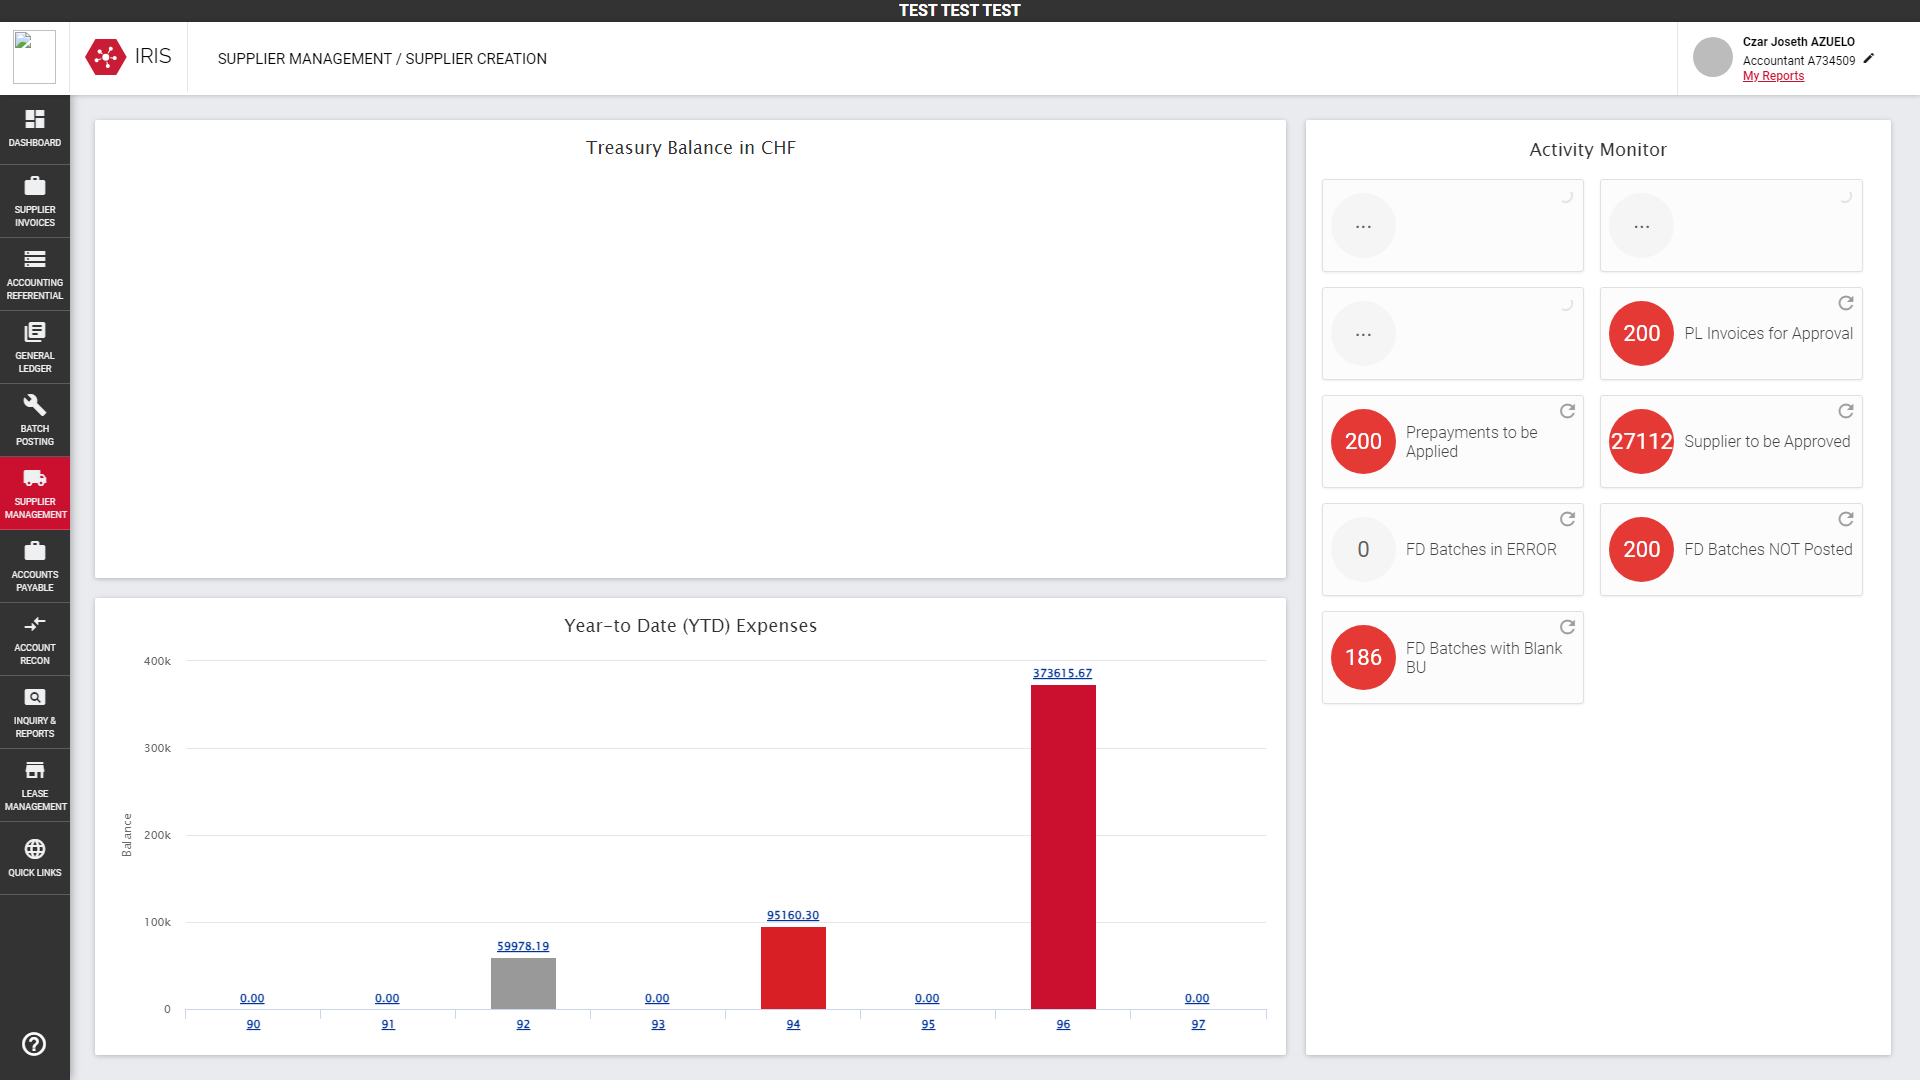 TEST TEST TEST
IRIS
SUPPLIER MANAGEMENT / SUPPLIER CREATION
Czar Joseth AZUELO
Accountant A734509
My Reports
DASHBOARD
SUPPLIER
INVOICES
ACCOUNTING
REFERENTIAL
GENERAL
LEDGER
BATCH
POSTING
SUPPLIER
MANAGEMENT
ACCOUNTS
PAYABLE
ACCOUNT
RECON
INQUIRY &
REPORTS
LEASE
MANAGEMENT
QUICK LINKS
Treasury Balance in CHF
Year-to Date (YTD) Expenses
Balance
400k
300k
200k
100k
0
0.00
0.00
59978.19
0.00
95160.30
0.00
373615.67
0.00
90
91
92
93
94
95
96
97
Activity Monitor
...
...
...
200
PL Invoices for Approval
200
Prepayments to be
Applied
27112
Supplier to be Approved
0
FD Batches in ERROR
200
FD Batches NOT Posted
186
FD Batches with Blank
BU